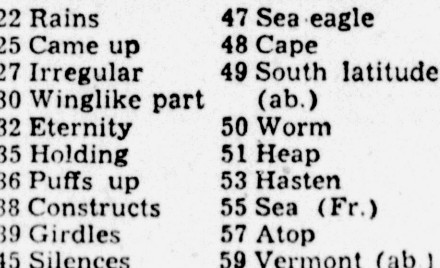 22 Rains
25 Came up
27 Irregular
30 Winglike part
32 Eternity
35 Holding
36 Puffs up
38 Constructs
39 Girdles
45 Silences
47 Sea eagle
48 Cape
49 South latitude
(ab.)
50 Worm
51 Heap
53 Hasten
55 Sea (Fr.)
57 Atop
59 Vermont (ab.)